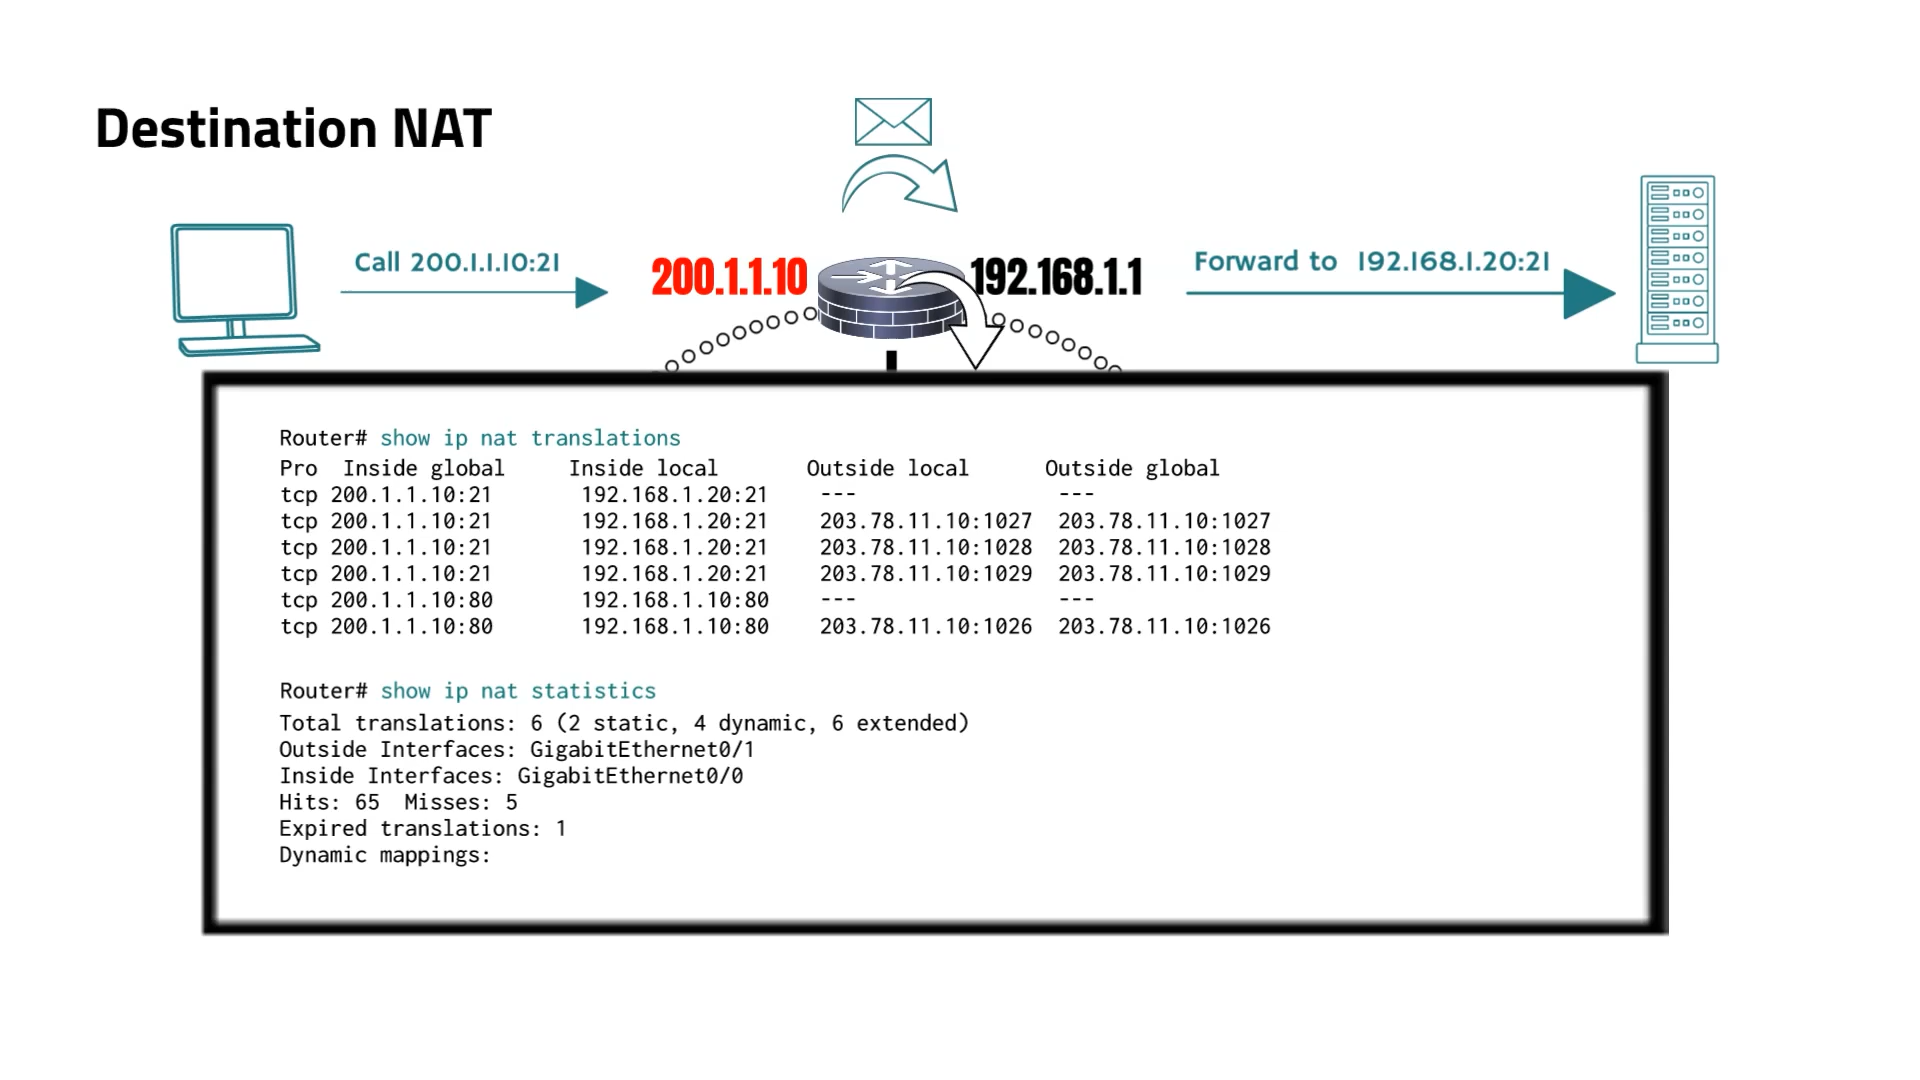 Destination NAT
Call 200.1.1.10:21
200.1.1.10
192.168.1.1
Forward to 192.168.1.20:21
Router# show ip nat translations
Pro Inside global Inside local Outside local Outside global
tcp 200.1.1.10:21 192.168.1.20:21 --- ---
tcp 200.1.1.10:21 192.168.1.20:21 203.78.11.10:1027 203.78.11.10:1027
tcp 200.1.1.10:21 192.168.1.20:21 203.78.11.10:1028 203.78.11.10:1028
tcp 200.1.1.10:21 192.168.1.20:21 203.78.11.10:1029 203.78.11.10:1029
tcp 200.1.1.10:80 192.168.1.10:80 --- ---
tcp 200.1.1.10:80 192.168.1.10:80 203.78.11.10:1026 203.78.11.10:1026
Router# show ip nat statistics
Total translations: 6 (2 static, 4 dynamic, 6 extended)
Outside Interfaces: GigabitEthernet0/1
Inside Interfaces: GigabitEthernet0/0
Hits: 65 Misses: 5
Expired translations: 1
Dynamic mappings: